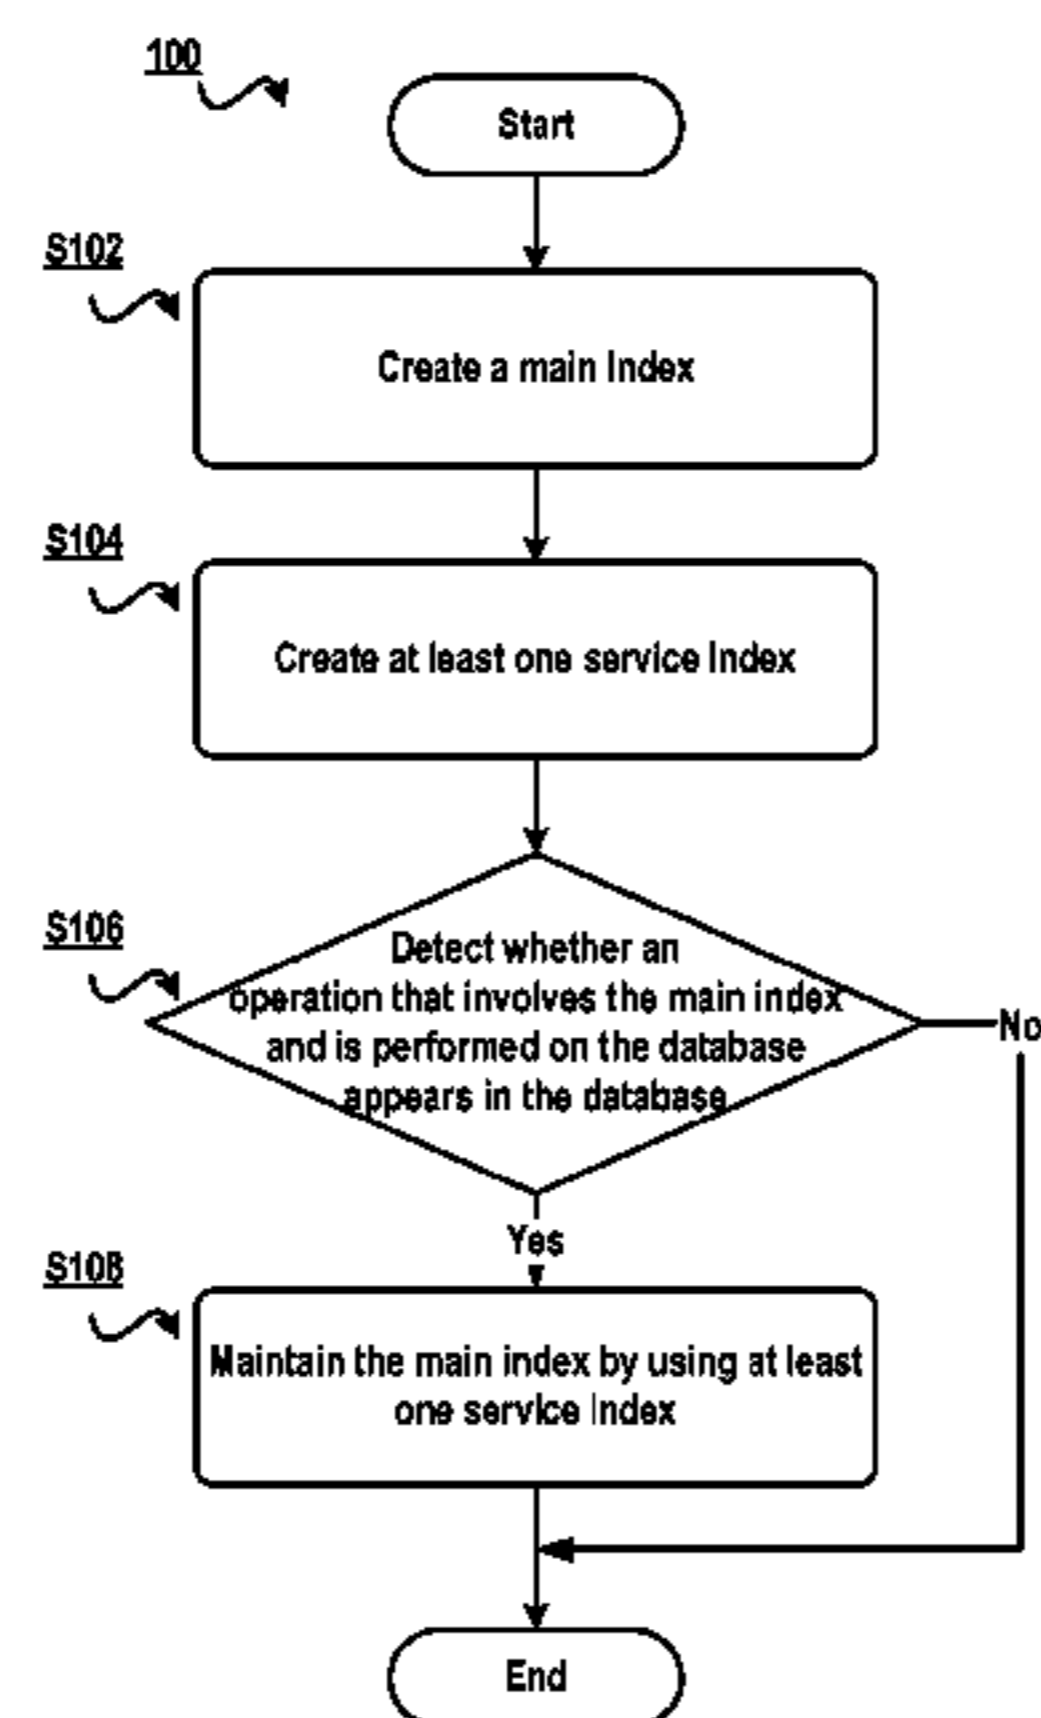 100
Start
S102
Create a main index
S104
Create at least one service index
S106
Detect whether an
operation that involves the main index
and is performed on the database
appears in the database
No
Yes
S108
Maintain the main index by using at least
one service index
End